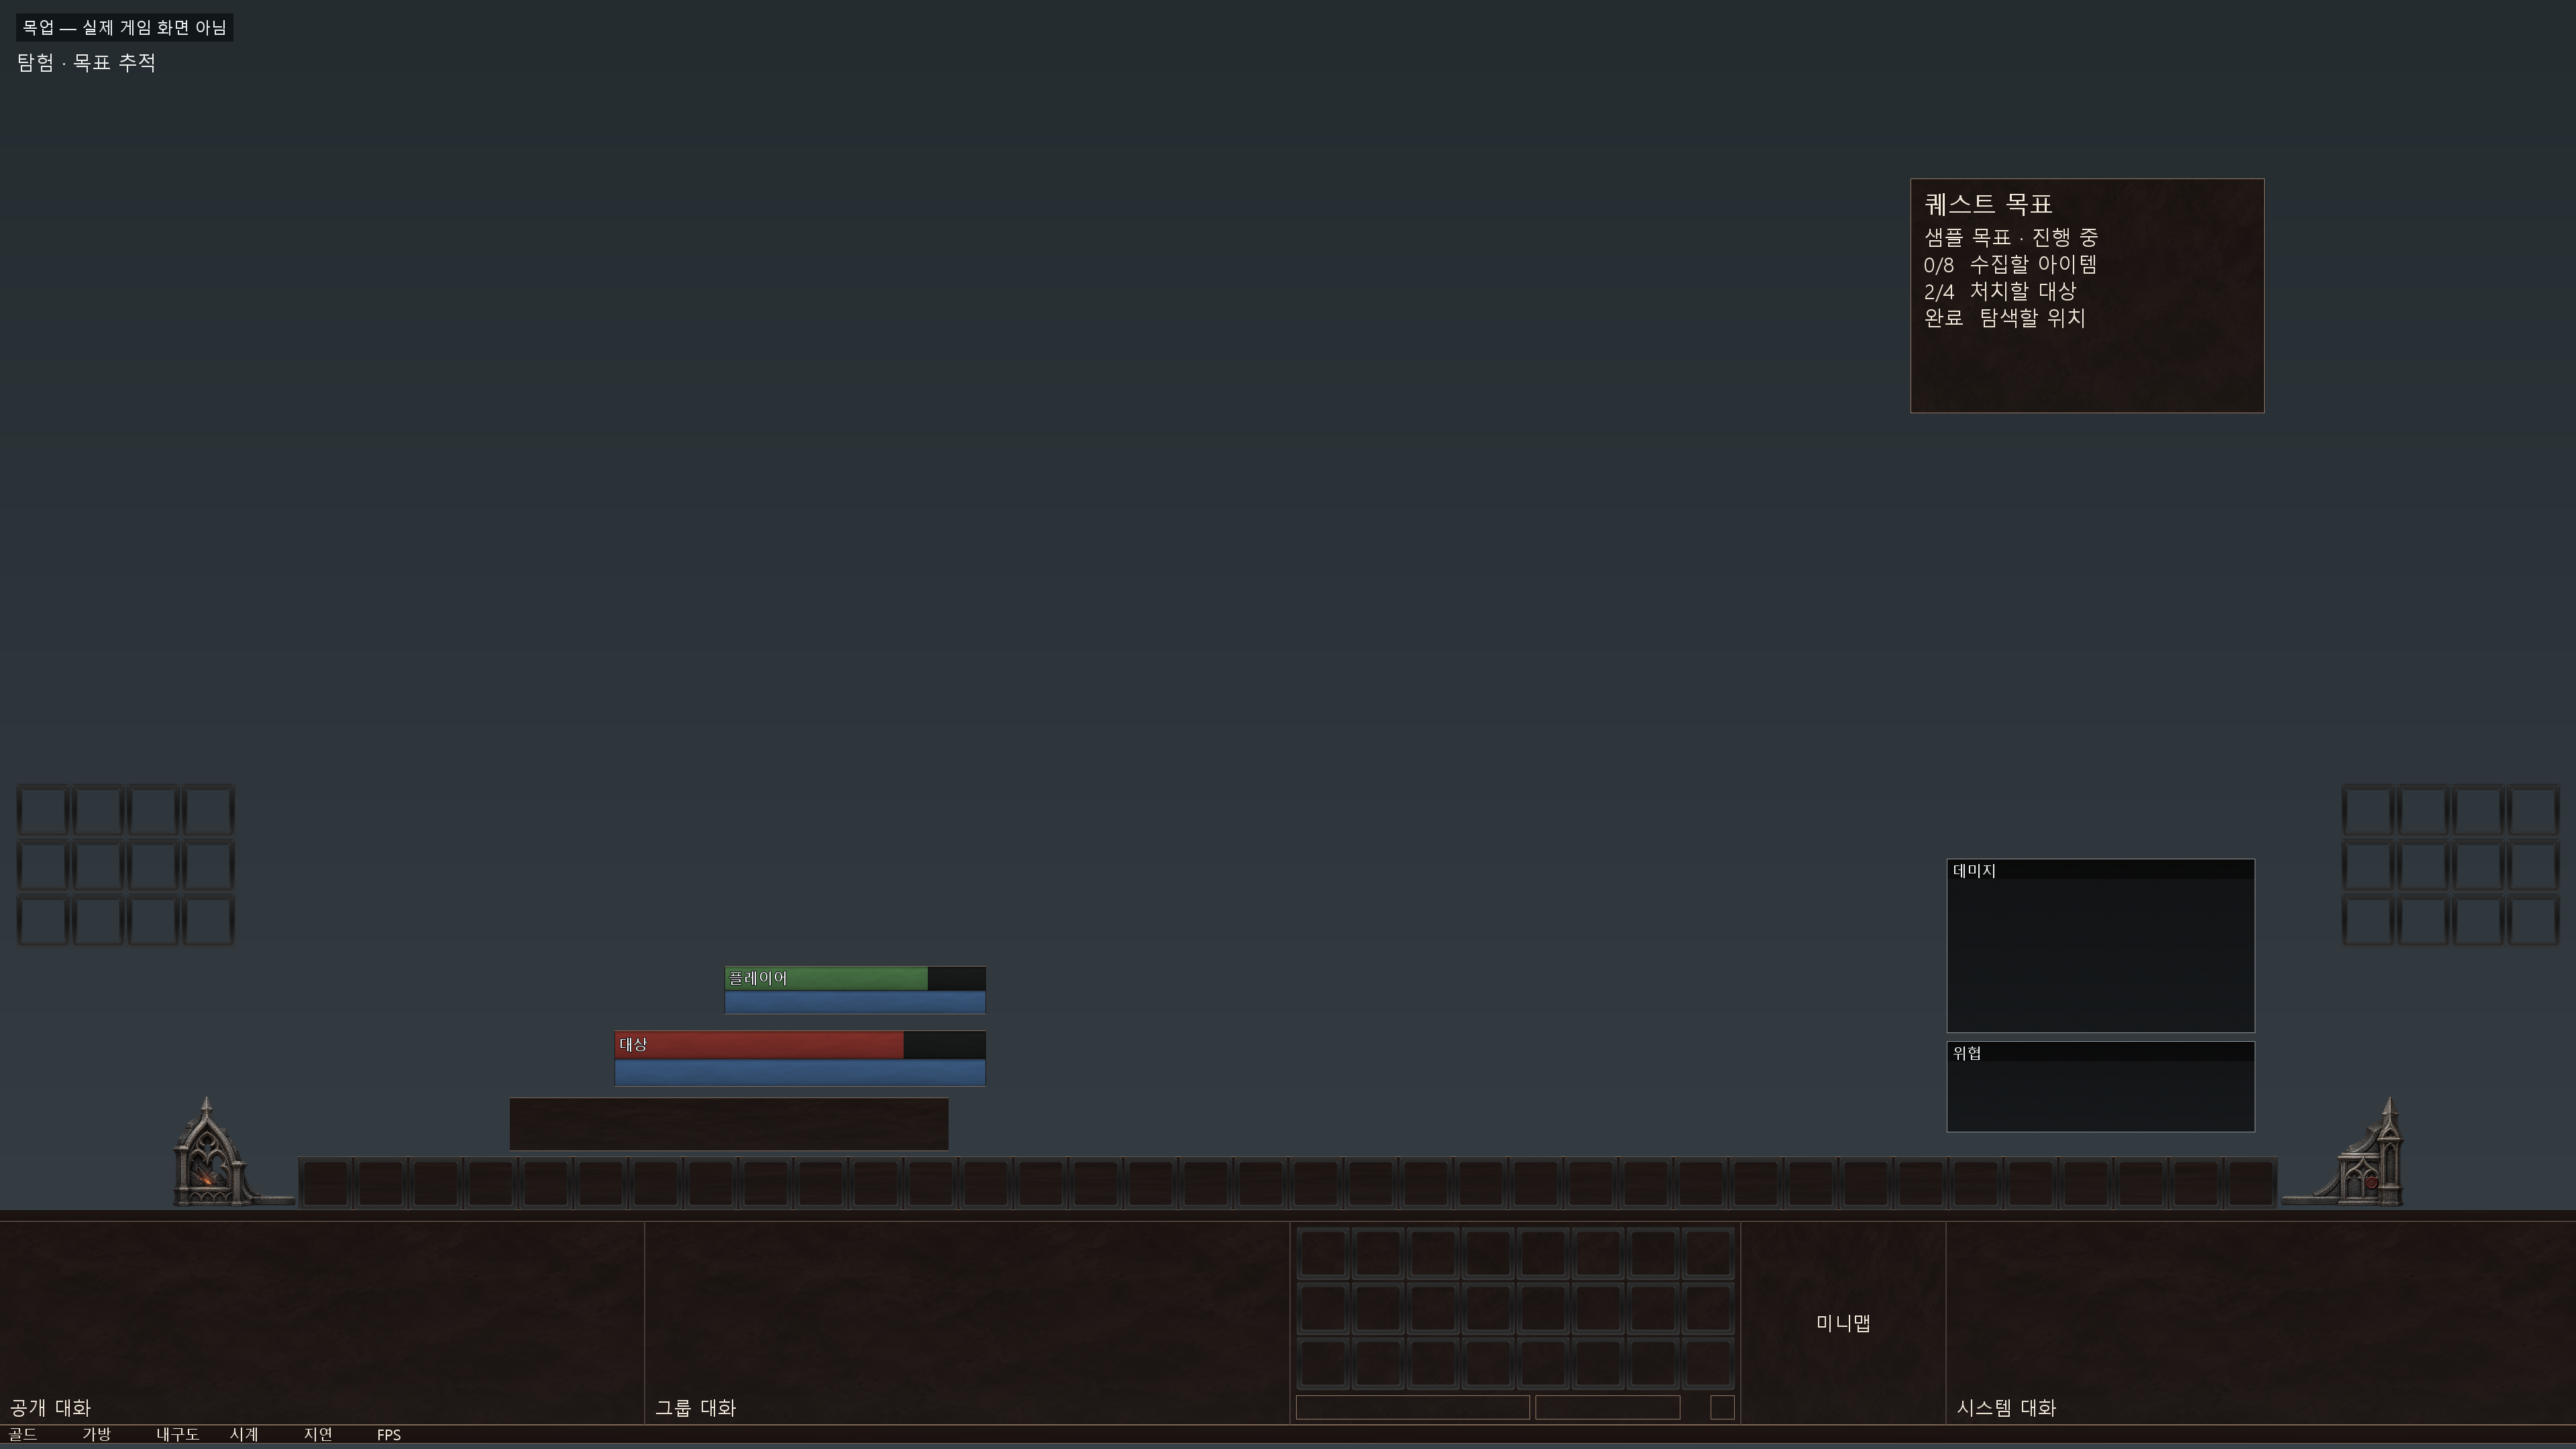 목업 — 실제 게임 화면 아님
탐험 · 목표 추적
퀘스트 목표
샘플 목표 · 진행 중
0/8 수집할 아이템
2/4 처치할 대상
완료 탐색할 위치
데미지
플레이어
대상
위협
미니맵
공개 대화
그룹 대화
시스템 대화
골드 가방 내구도 시계 지연 FPS